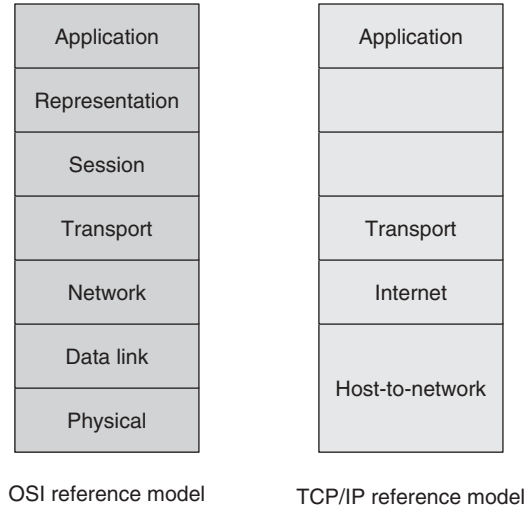 Application
Representation
Session
Transport
Network
Data link
Physical
OSI reference model
Application
Transport
Internet
Host-to-network
TCP/IP reference model